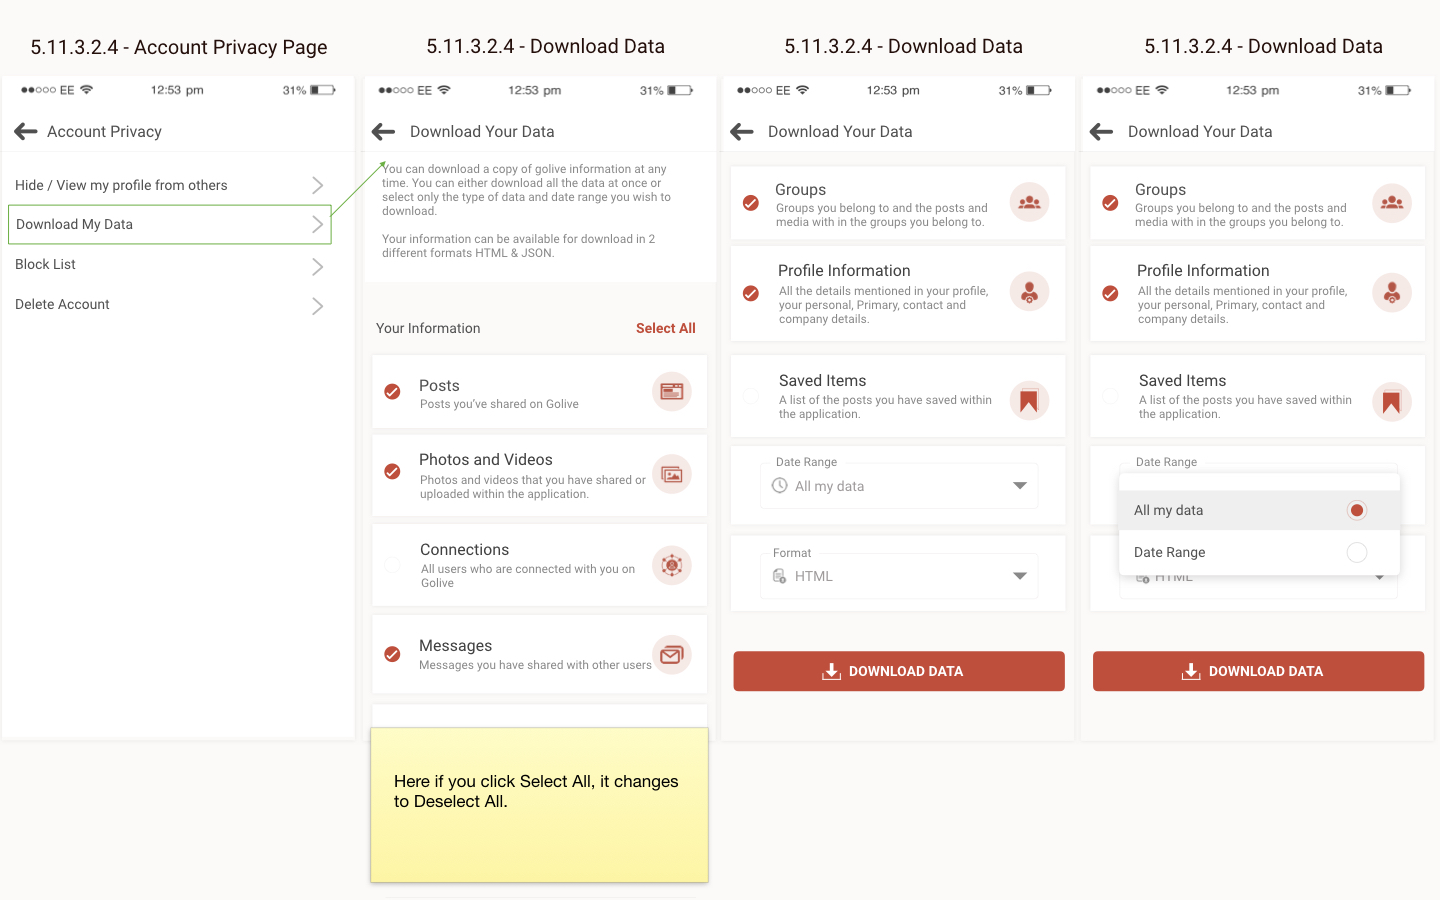 5.11.3.2.4 - Account Privacy Page
EE
12:53 pm
31%
Account Privacy
Hide / View my profile from others
Download My Data
Block List
Delete Account
5.11.3.2.4 - Download Data
EE
12:53 pm
31%
Download Your Data
You can download a copy of golive information at any
time. You can either download all the data at once or
select only the type of data and date range you wish to
download.
Your information can be available for download in 2
different formats HTML & JSON.
Your Information
Select All
Posts
Posts you've shared on Golive
Photos and Videos
Photos and videos that you have shared or
uploaded within the application.
Connections
All users who are connected with you on
Golive
Messages
Messages you have shared with other users
Here if you click Select All, it changes
to Deselect All.
5.11.3.2.4 - Download Data
EE
12:53 pm
31%
Download Your Data
Groups
Groups you belong to and the posts and
media with in the groups you belong to.
Profile Information
All the details mentioned in your profile,
your personal, Primary, contact and
company details.
Saved Items
A list of the posts you have saved within
the application.
Date Range
All my data
Format
HTML
DOWNLOAD DATA
5.11.3.2.4 - Download Data
EE
12:53 pm
31%
Download Your Data
Groups
Groups you belong to and the posts and
media with in the groups you belong to.
Profile Information
All the details mentioned in your profile,
your personal, Primary, contact and
company details.
Saved Items
A list of the posts you have saved within
the application.
Date Range
All my data
Date Range
HTML
DOWNLOAD DATA